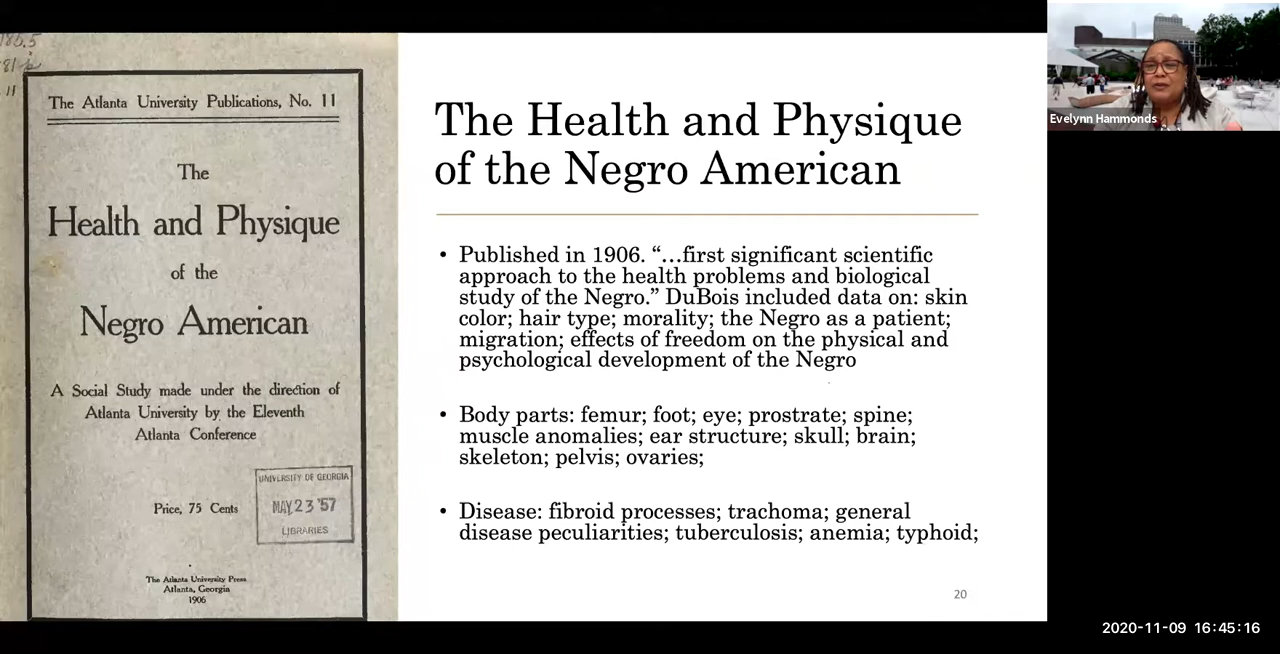 185.5
The Atlanta University Publications, No. 11
The
Health and Physique
of the
Negro American
A Social Study made under the direction of
Atlanta University by the Eleventh
Atlanta Conference
Price, 75 Cents
UNIVERSITY OF GEORGIA
MAY 23 '57
LIBRARIES
The Atlanta University Press
Atlanta, Georgia
1906
The Health and Physique
of the Negro American
• Published in 1906. “…first significant scientific
approach to the health problems and biological
study of the Negro.” DuBois included data on: skin
color; hair type; morality; the Negro as a patient;
migration; effects of freedom on the physical and
psychological development of the Negro
• Body parts: femur; foot; eye; prostrate; spine;
muscle anomalies; ear structure; skull; brain;
skeleton; pelvis; ovaries;
• Disease: fibroid processes; trachoma; general
disease peculiarities; tuberculosis; anemia; typhoid;
20
Evelynn Hammonds
2020-11-09 16:45:16